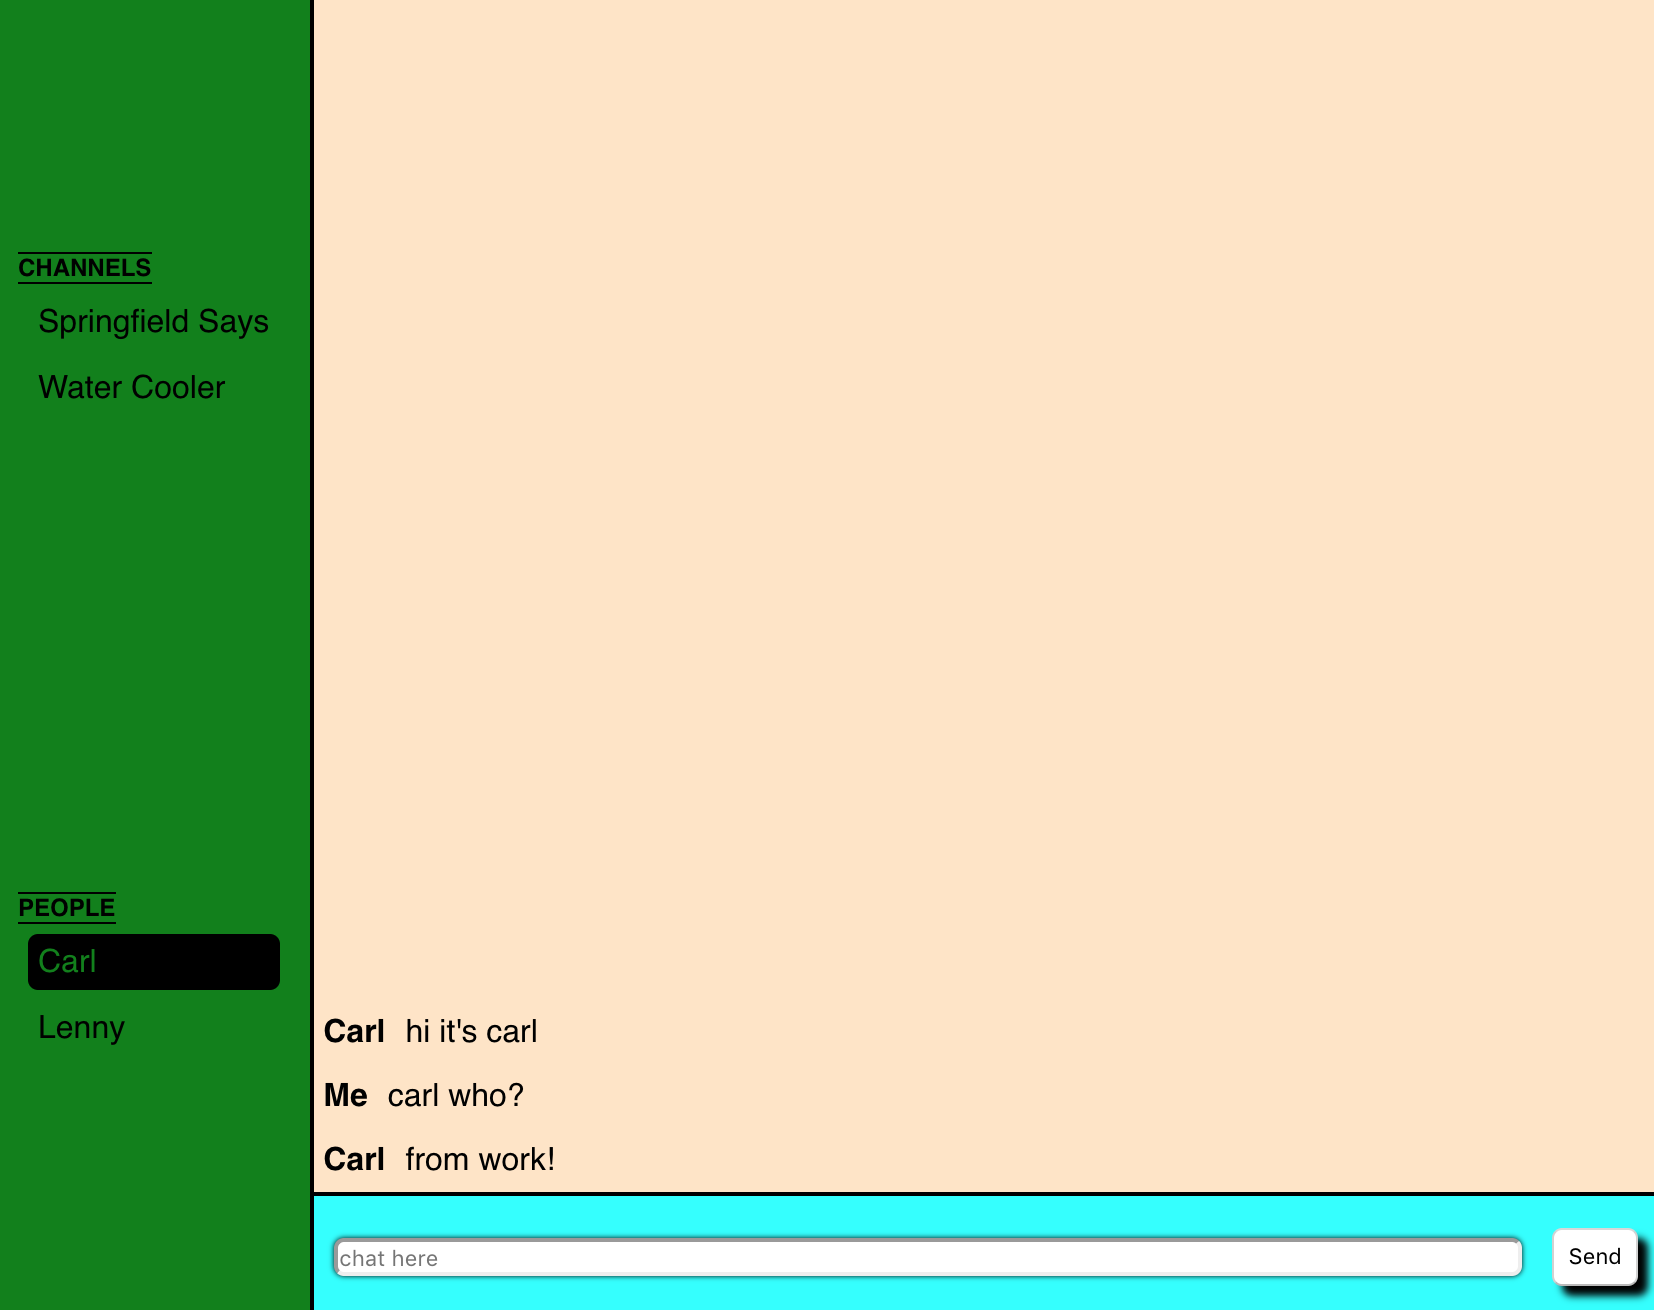 CHANNELS
Springfield Says
Water Cooler
PEOPLE
Carl
Lenny
Carl hi it's carl
Me carl who?
Carl from work!
chat here
Send